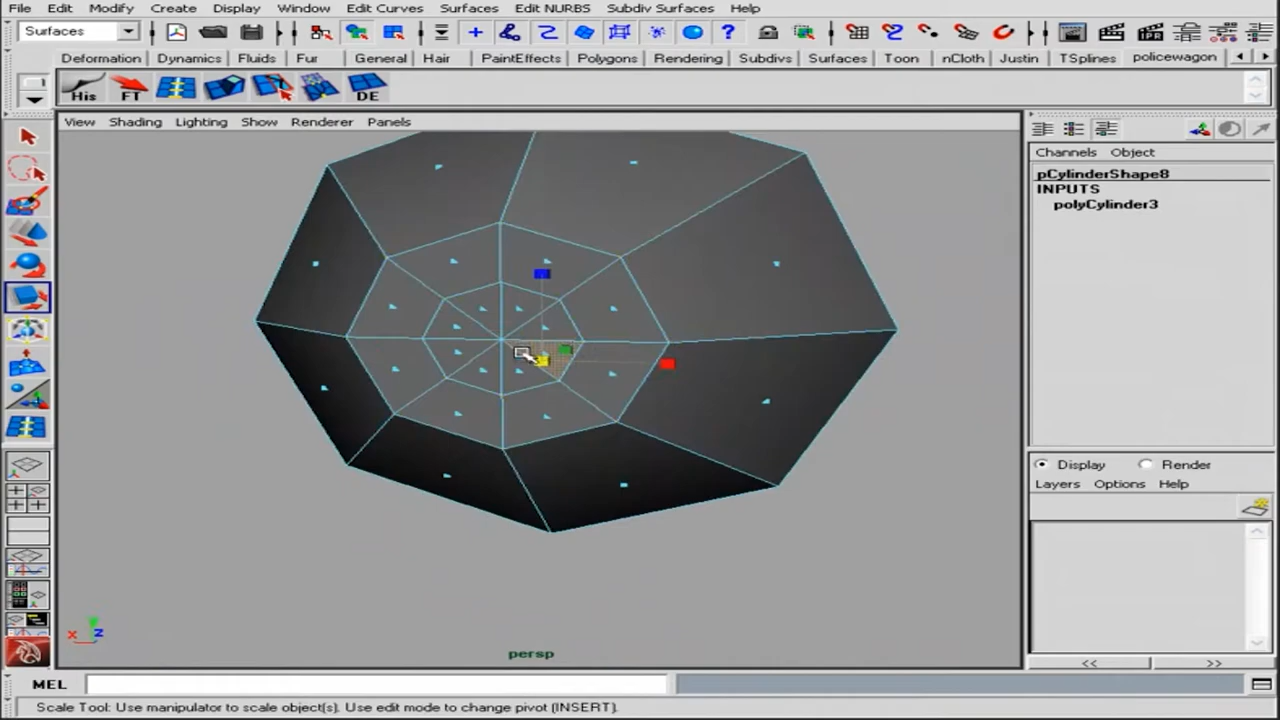 File Edit Modify Create Display Window Edit Curves Surfaces Edit NURBS Subdiv Surfaces Help
Surfaces
Deformation Dynamics Fluids Fur General Hair PaintEffects Polygons Rendering Subdivs Surfaces Toon nCloth Justin TSplines policewagon
His FT DE
View Shading Lighting Show Renderer Panels
Channels Object
pCylinderShape8
INPUTS
polyCylinder3
Display Render
Layers Options Help
x z
persp
<< >>
MEL
Scale Tool: Use manipulator to scale object(s). Use edit mode to change pivot (INSERT).